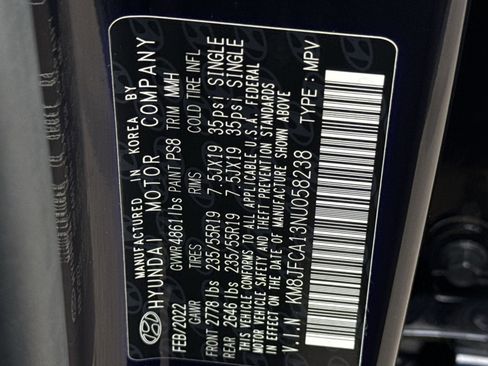 MANUFACTURED IN KOREA BY
HYUNDAI MOTOR COMPANY
FEB/2022 GVWR 4861 lbs PAINT PS8 TRIM MMH
GAWR TIRES RIMS COLD TIRE INFL
FRONT 2778 lbs 235/55R19 7.5JX19 35psi SINGLE
REAR 2646 lbs 235/55R19 7.5JX19 35psi SINGLE
THIS VEHICLE CONFORMS TO ALL APPLICABLE U.S.A. FEDERAL
MOTOR VEHICLE SAFETY, BUMPER, AND THEFT PREVENTION STANDARDS
IN EFFECT ON THE DATE OF MANUFACTURE SHOWN ABOVE
V.I.N KM8JFCA13NU058238 TYPE : MPV